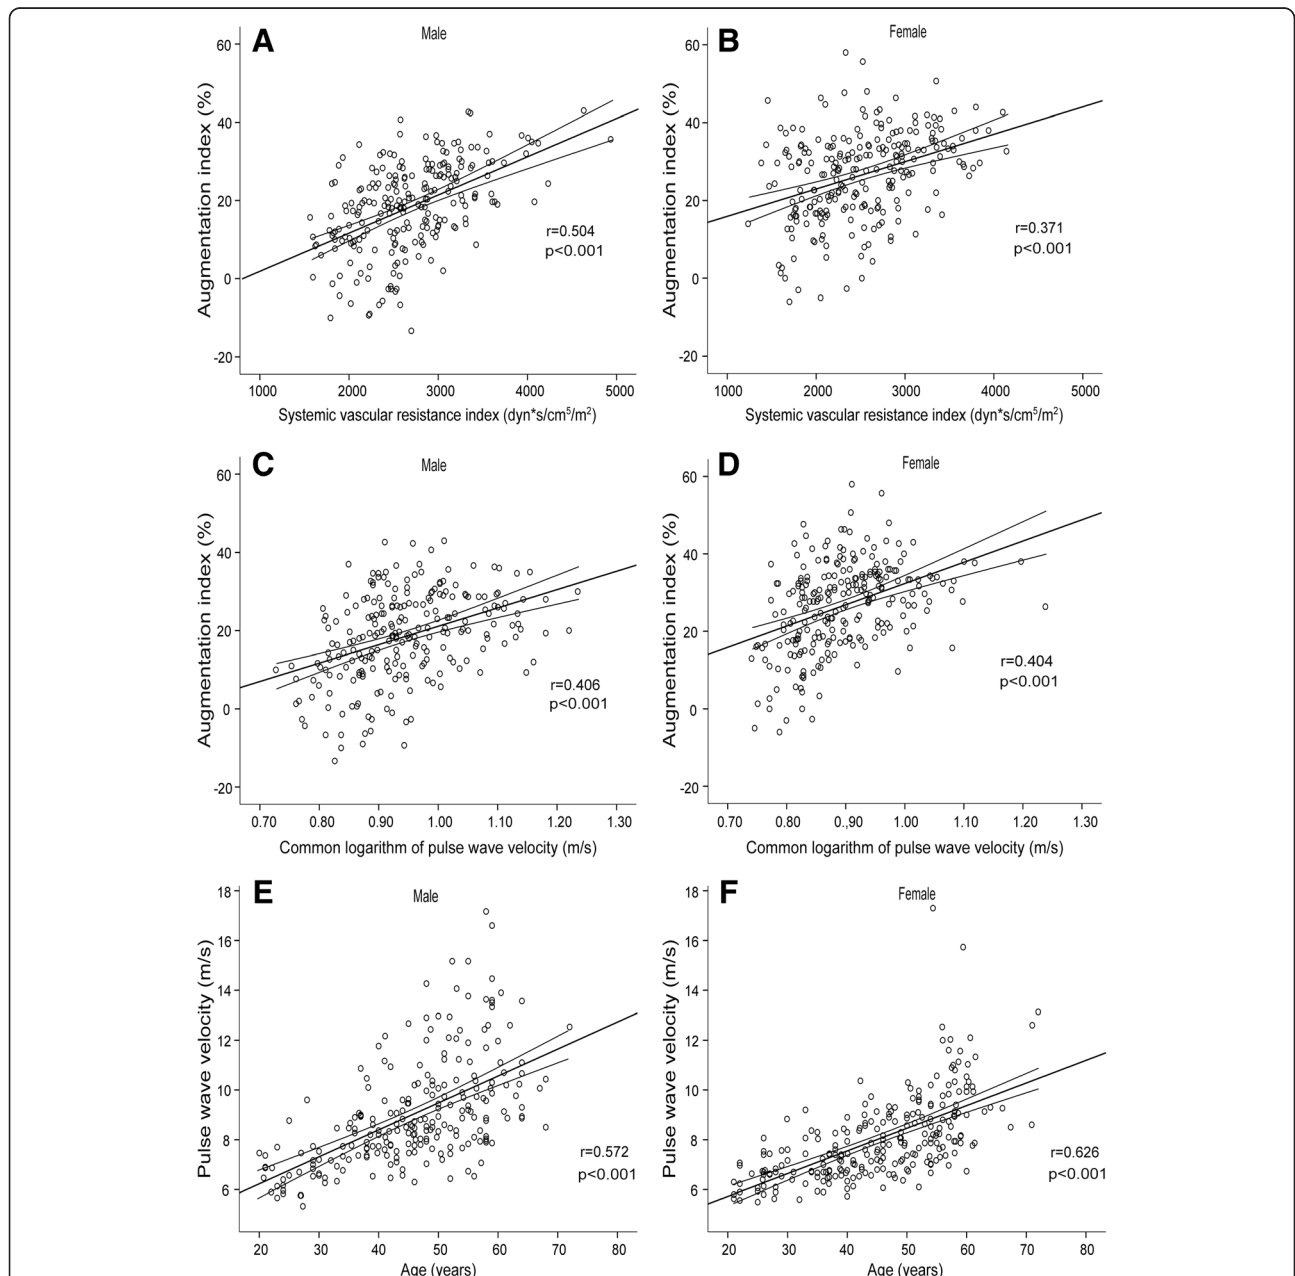 A Male
60
40
20
0
-20
Augmentation index (%)
r=0.504
p<0.001
1000 2000 3000 4000 5000
Systemic vascular resistance index (dyn*s/cm⁵/m²)
B Female
60
40
20
0
-20
Augmentation index (%)
r=0.371
p<0.001
1000 2000 3000 4000 5000
Systemic vascular resistance index (dyn*s/cm⁵/m²)
C Male
60
40
20
0
-20
Augmentation index (%)
r=0.406
p<0.001
0.70 0.80 0.90 1.00 1.10 1.20 1.30
Common logarithm of pulse wave velocity (m/s)
D Female
60
40
20
0
-20
Augmentation index (%)
r=0.404
p<0.001
0.70 0.80 0.,90 1.00 1.10 1.20 1.30
Common logarithm of pulse wave velocity (m/s)
E Male
18
16
14
12
10
8
6
Pulse wave velocity (m/s)
r=0.572
p<0.001
20 30 40 50 60 70 80
Age (years)
F Female
18
16
14
12
10
8
6
Pulse wave velocity (m/s)
r=0.626
p<0.001
20 30 40 50 60 70 80
Age (years)